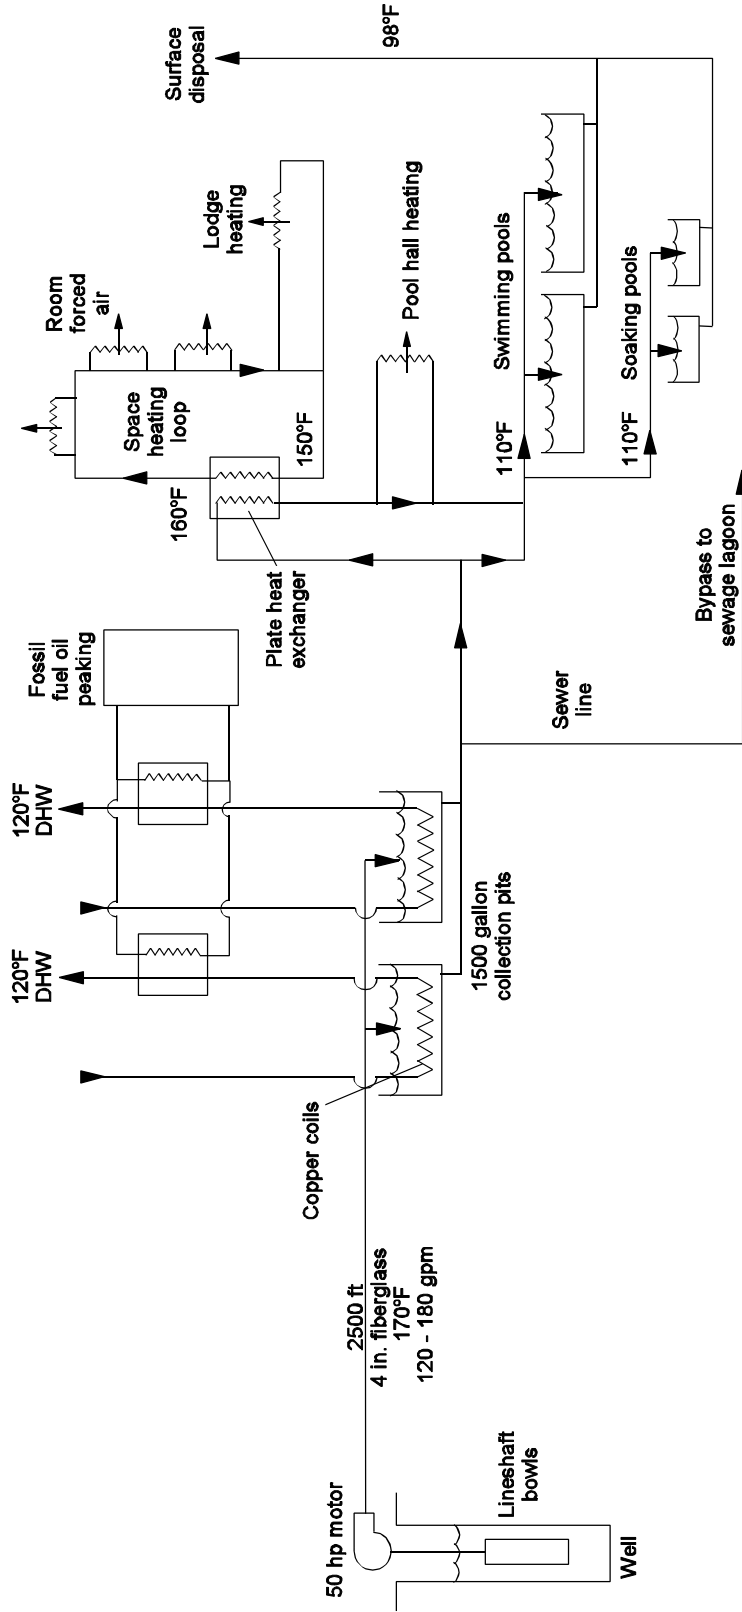 50 hp motor
Lineshaft
bowls
Well
2500 ft
4 in. fiberglass
170°F
120 - 180 gpm
Copper coils
120°F
DHW
120°F
DHW
1500 gallon
collection pits
Fossil
fuel oil
peaking
Sewer
line
Bypass to
sewage lagoon
Plate heat
exchanger
160°F
150°F
Space
heating
loop
Room
forced
air
Lodge
heating
Pool hall heating
110°F
Swimming pools
110°F
Soaking pools
Surface
disposal
98°F